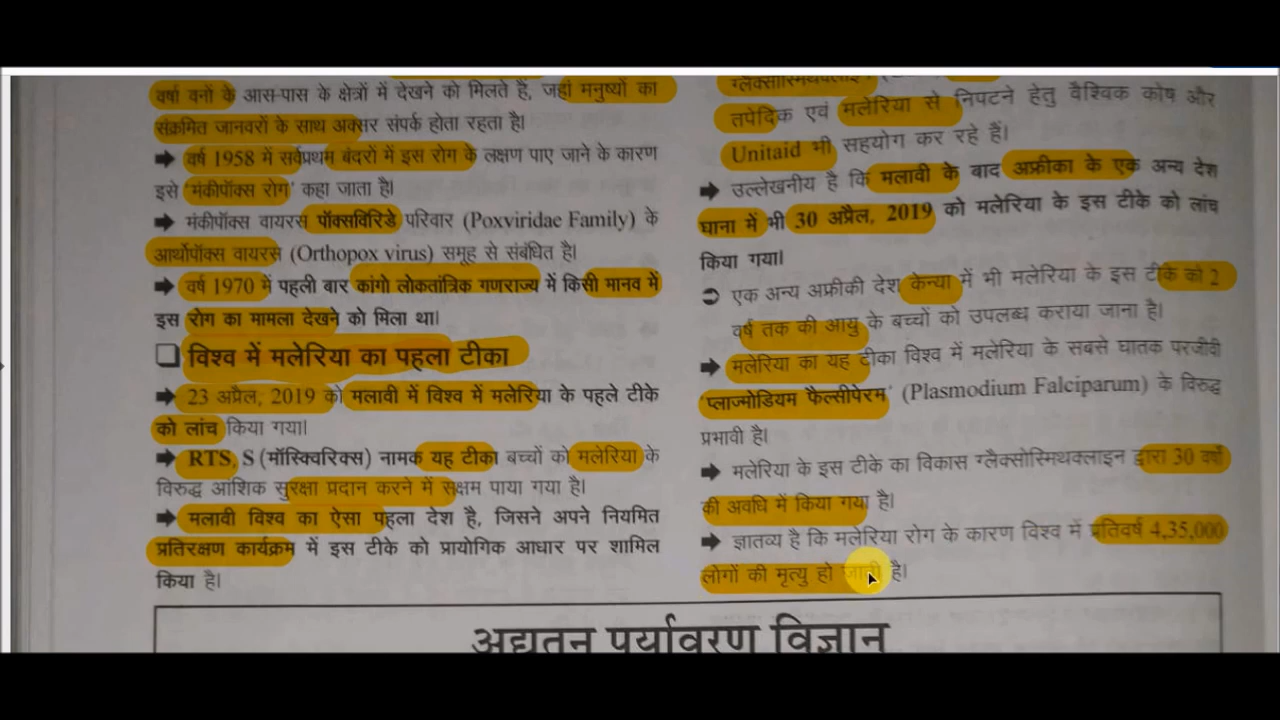 वर्षा वनों के आस-पास के क्षेत्रों में देखने को मिलते हैं, जहां मनुष्यों का
संक्रमित जानवरों के साथ अक्सर संपर्क होता रहता है।
➡ वर्ष 1958 में सर्वप्रथम बंदरों में इस रोग के लक्षण पाए जाने के कारण
इसे 'मंकीपॉक्स रोग' कहा जाता है।
➡ मंकीपॉक्स वायरस पॉक्सविरिडे परिवार (Poxviridae Family) के
आर्थोपॉक्स वायरस (Orthopox virus) समूह से संबंधित है।
➡ वर्ष 1970 में पहली बार कांगो लोकतांत्रिक गणराज्य में किसी मानव में
इस रोग का मामला देखने को मिला था।
❑ विश्व में मलेरिया का पहला टीका
➡ 23 अप्रैल, 2019 को मलावी में विश्व में मलेरिया के पहले टीके
को लांच किया गया।
➡ RTS, S (मॉस्क्विरिक्स) नामक यह टीका बच्चों को मलेरिया के
विरुद्ध आंशिक सुरक्षा प्रदान करने में सक्षम पाया गया है।
➡ मलावी विश्व का ऐसा पहला देश है, जिसने अपने नियमित
प्रतिरक्षण कार्यक्रम में इस टीके को प्रायोगिक आधार पर शामिल
किया है।
ग्लैक्सोस्मिथक्लाइन
तपेदिक एवं मलेरिया से निपटने हेतु वैश्विक कोष और
Unitaid भी सहयोग कर रहे हैं।
➡ उल्लेखनीय है कि मलावी के बाद अफ्रीका के एक अन्य देश
घाना में भी 30 अप्रैल, 2019 को मलेरिया के इस टीके को लांच
किया गया।
⊃ एक अन्य अफ्रीकी देश केन्या में भी मलेरिया के इस टीके को 2
वर्ष तक की आयु के बच्चों को उपलब्ध कराया जाना है।
➡ मलेरिया का यह टीका विश्व में मलेरिया के सबसे घातक परजीवी
'प्लाज्मोडियम फैल्सीपेरम' (Plasmodium Falciparum) के विरुद्ध
प्रभावी है।
➡ मलेरिया के इस टीके का विकास ग्लैक्सोस्मिथक्लाइन द्वारा 30 वर्षों
की अवधि में किया गया है।
➡ ज्ञातव्य है कि मलेरिया रोग के कारण विश्व में प्रतिवर्ष 4,35,000
लोगों की मृत्यु हो जाती है।
अद्यतन पर्यावरण विज्ञान